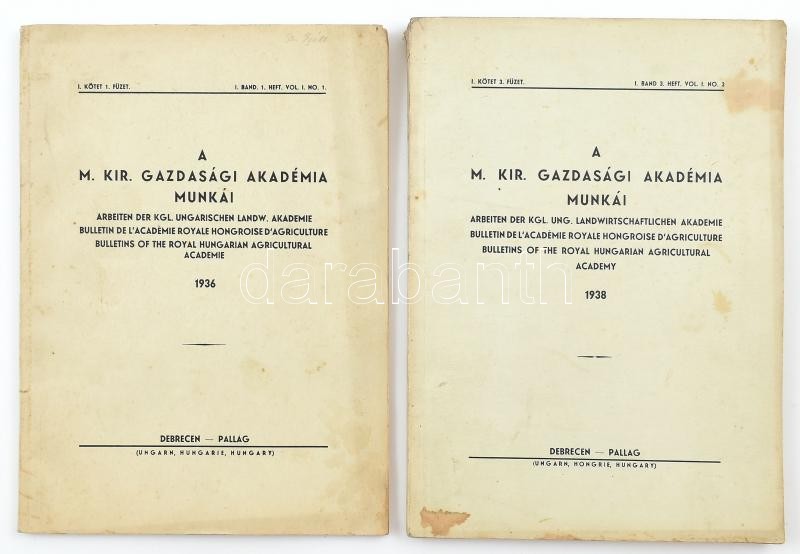 I. KÖTET 1. FÜZET. I. BAND. 1. HEFT. VOL. I. NO. 1.
A
M. KIR. GAZDASÁGI AKADÉMIA
MUNKÁI
ARBEITEN DER KGL. UNGARISCHEN LANDW. AKADEMIE
BULLETIN DE L'ACADÈMIE ROYALE HONGROISE D'AGRICULTURE
BULLETINS OF THE ROYAL HUNGARIAN AGRICULTURAL
ACADEMIE
1936
DEBRECEN — PALLAG
(UNGARN, HUNGARIE, HUNGARY)
I. KÖTET 3. FÜZET. I. BAND 3. HEFT. VOL. I. NO. 3
A
M. KIR. GAZDASÁGI AKADÉMIA
MUNKÁI
ARBEITEN DER KGL. UNG. LANDWIRTSCHAFTLICHEN AKADEMIE
BULLETIN DE L'ACADÉMIE ROYALE HONGROISE D'AGRICULTURE
BULLETINS OF THE ROYAL HUNGARIAN AGRICULTURAL
ACADEMY
1938
DEBRECEN — PALLAG
(UNGARN, HONGRIE, HUNGARY)
darabanth